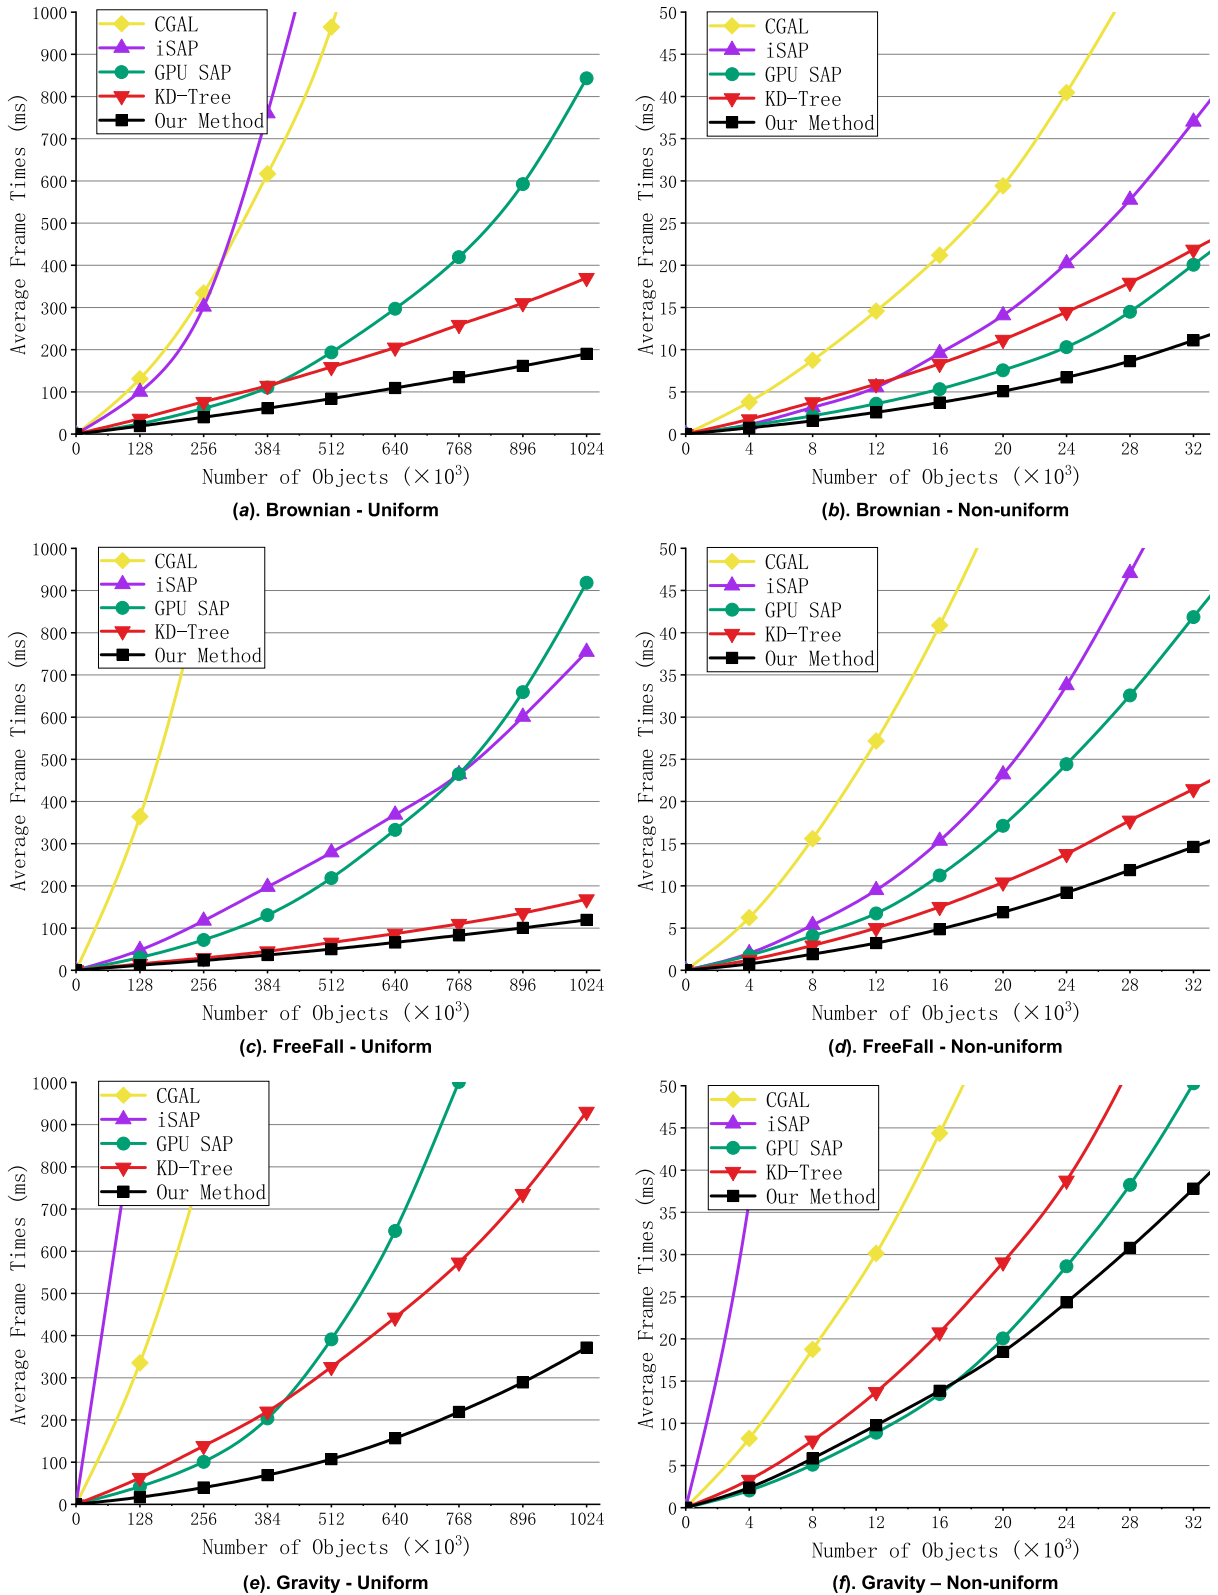 CGAL
iSAP
GPU SAP
KD-Tree
Our Method
Average Frame Times (ms)
1000
900
800
700
600
500
400
300
200
100
0
0 128 256 384 512 640 768 896 1024
Number of Objects (×10³)
(a). Brownian - Uniform
CGAL
iSAP
GPU SAP
KD-Tree
Our Method
Average Frame Times (ms)
50
45
40
35
30
25
20
15
10
5
0
0 4 8 12 16 20 24 28 32
Number of Objects (×10³)
(b). Brownian - Non-uniform
CGAL
iSAP
GPU SAP
KD-Tree
Our Method
Average Frame Times (ms)
1000
900
800
700
600
500
400
300
200
100
0
0 128 256 384 512 640 768 896 1024
Number of Objects (×10³)
(c). FreeFall - Uniform
CGAL
iSAP
GPU SAP
KD-Tree
Our Method
Average Frame Times (ms)
50
45
40
35
30
25
20
15
10
5
0
0 4 8 12 16 20 24 28 32
Number of Objects (×10³)
(d). FreeFall - Non-uniform
CGAL
iSAP
GPU SAP
KD-Tree
Our Method
Average Frame Times (ms)
1000
900
800
700
600
500
400
300
200
100
0
0 128 256 384 512 640 768 896 1024
Number of Objects (×10³)
(e). Gravity - Uniform
CGAL
iSAP
GPU SAP
KD-Tree
Our Method
Average Frame Times (ms)
50
45
40
35
30
25
20
15
10
5
0
0 4 8 12 16 20 24 28 32
Number of Objects (×10³)
(f). Gravity – Non-uniform